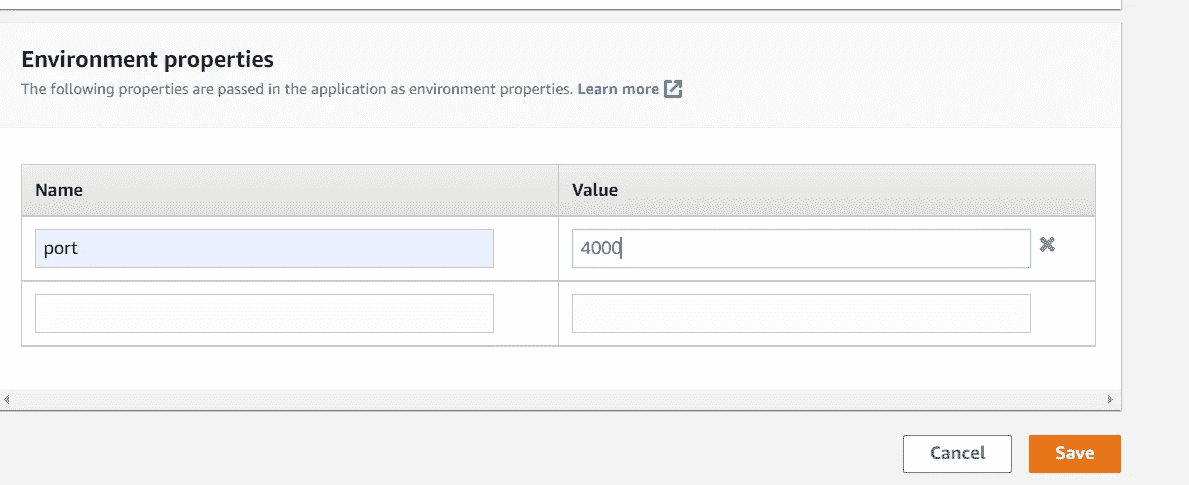 Environment properties
The following properties are passed in the application as environment properties. Learn more
Name Value
port 4000
Cancel Save